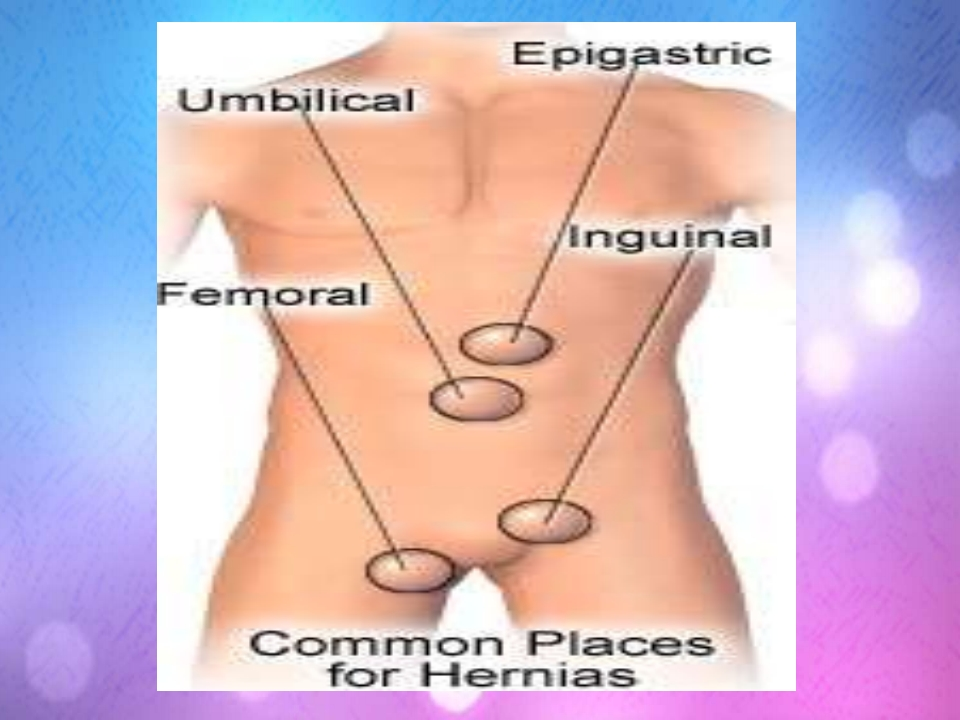 Epigastric
Umbilical
Inguinal
Femoral
Common Places
for Hernias